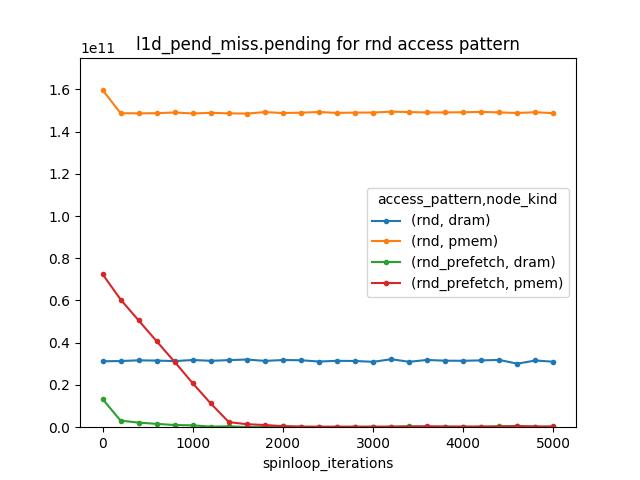 1e11
l1d_pend_miss.pending for rnd access pattern
1.6
1.4
1.2
1.0
0.8
0.6
0.4
0.2
0.0
access_pattern,node_kind
(rnd, dram)
(rnd, pmem)
(rnd_prefetch, dram)
(rnd_prefetch, pmem)
0 1000 2000 3000 4000 5000
spinloop_iterations